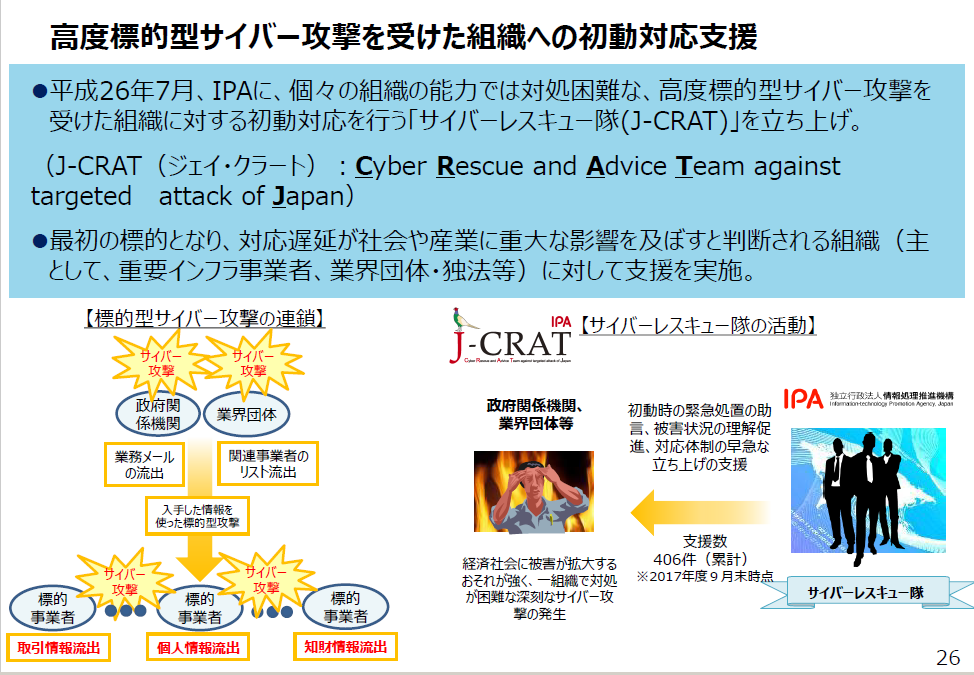 高度標的型サイバー攻撃を受けた組織への初動対応支援
●平成26年7月、IPAに、個々の組織の能力では対処困難な、高度標的型サイバー攻撃を
受けた組織に対する初動対応を行う「サイバーレスキュー隊(J-CRAT)」を立ち上げ。
（J-CRAT（ジェイ・クラート）：Cyber Rescue and Advice Team against
targeted　attack of Japan）
●最初の標的となり、対応遅延が社会や産業に重大な影響を及ぼすと判断される組織（主
として、重要インフラ事業者、業界団体・独法等）に対して支援を実施。
【標的型サイバー攻撃の連鎖】
サイバー
攻撃
サイバー
攻撃
政府関
係機関
業界団体
業務メール
の流出
関連事業者の
リスト流出
入手した情報を
使った標的型攻撃
サイバー
攻撃
サイバー
攻撃
標的
事業者
標的
事業者
標的
事業者
取引情報流出
個人情報流出
知財情報流出
IPA
J-CRAT
Cyber Rescue and Advice Team against targeted attack of Japan
【サイバーレスキュー隊の活動】
政府関係機関、
業界団体等
経済社会に被害が拡大する
おそれが強く、一組織で対処
が困難な深刻なサイバー攻
撃の発生
初動時の緊急処置の助
言、被害状況の理解促
進、対応体制の早急な
立ち上げの支援
支援数
406件（累計）
※2017年度９月末時点
IPA 独立行政法人情報処理推進機構
Information-technology Promotion Agency, Japan
サイバーレスキュー隊
26